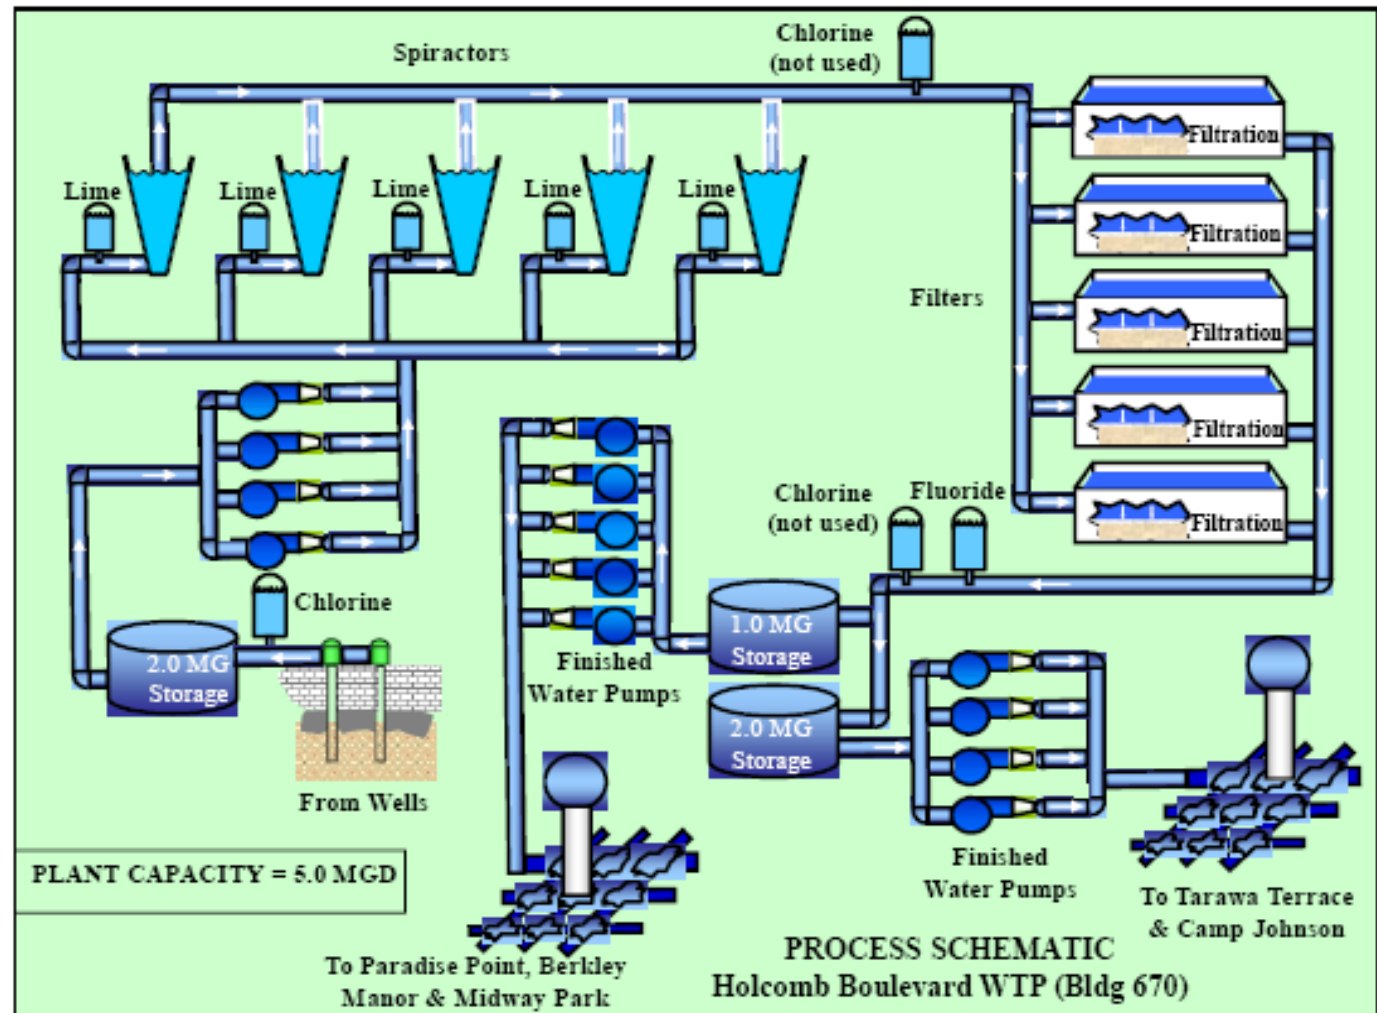 Spiractors
Chlorine
(not used)
Lime
Lime
Lime
Lime
Lime
Filtration
Filtration
Filtration
Filtration
Filtration
Filters
Chlorine
(not used)
Fluoride
Chlorine
2.0 MG
Storage
From Wells
Finished
Water Pumps
1.0 MG
Storage
2.0 MG
Storage
Finished
Water Pumps
To Tarawa Terrace
& Camp Johnson
PLANT CAPACITY = 5.0 MGD
To Paradise Point, Berkley
Manor & Midway Park
PROCESS SCHEMATIC
Holcomb Boulevard WTP (Bldg 670)